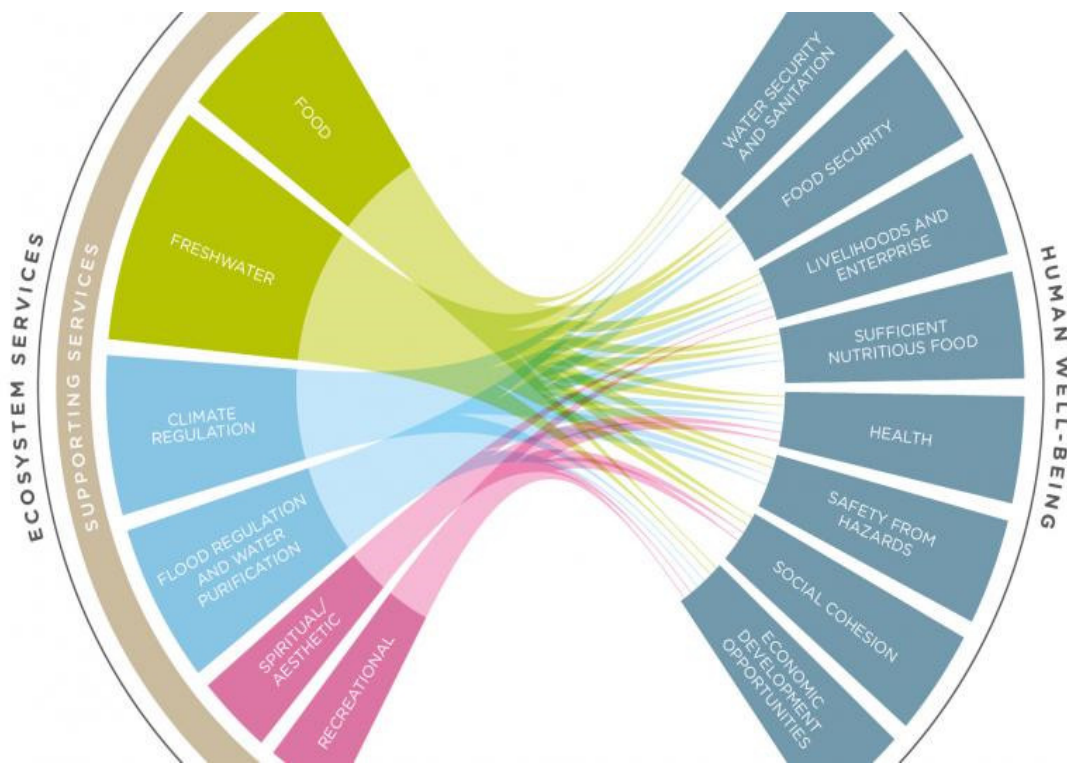 ECOSYSTEM SERVICES
SUPPORTING SERVICES
FOOD
FRESHWATER
CLIMATE
REGULATION
FLOOD REGULATION
AND WATER
PURIFICATION
SPIRITUAL/
AESTHETIC
RECREATIONAL
WATER SECURITY
AND SANITATION
FOOD SECURITY
LIVELIHOODS AND
ENTERPRISE
SUFFICIENT
NUTRITIOUS FOOD
HEALTH
SAFETY FROM
HAZARDS
SOCIAL COHESION
ECONOMIC
DEVELOPMENT
OPPORTUNITIES
HUMAN WELL-BEING